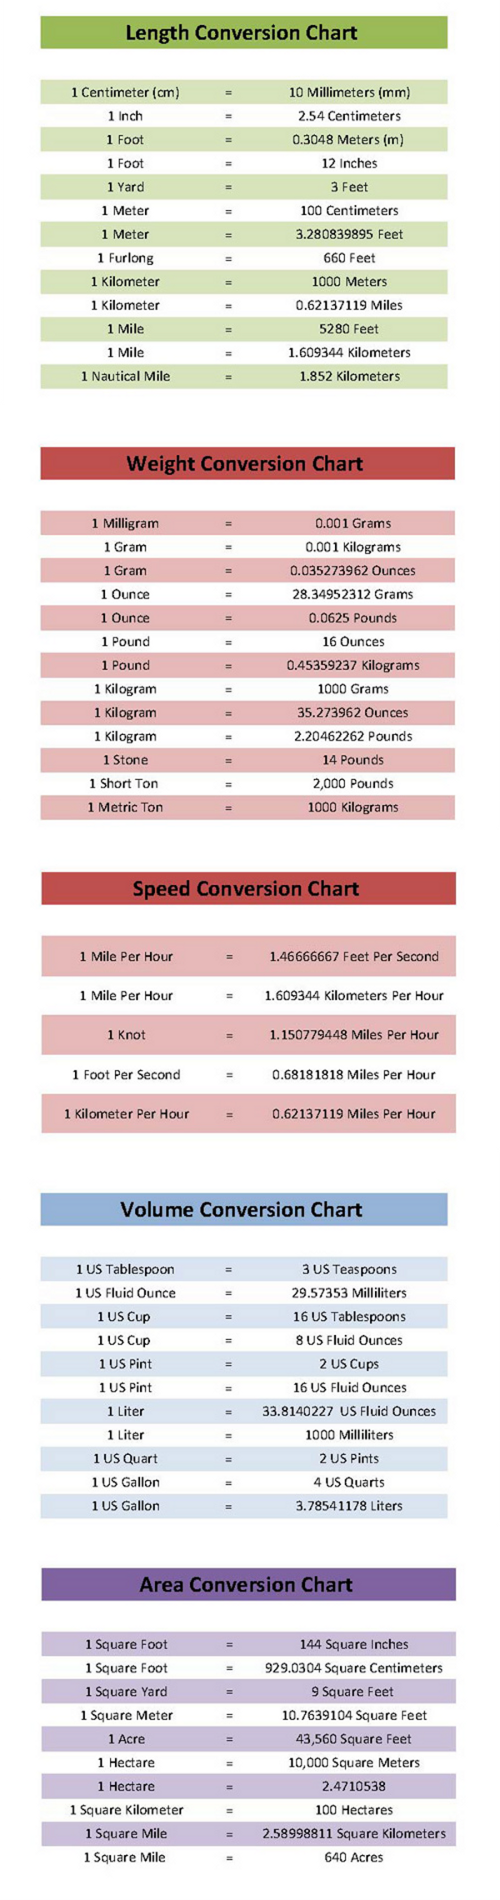 Length Conversion Chart
1 Centimeter (cm) = 10 Millimeters (mm)
1 Inch = 2.54 Centimeters
1 Foot = 0.3048 Meters (m)
1 Foot = 12 Inches
1 Yard = 3 Feet
1 Meter = 100 Centimeters
1 Meter = 3.280839895 Feet
1 Furlong = 660 Feet
1 Kilometer = 1000 Meters
1 Kilometer = 0.62137119 Miles
1 Mile = 5280 Feet
1 Mile = 1.609344 Kilometers
1 Nautical Mile = 1.852 Kilometers
Weight Conversion Chart
1 Milligram = 0.001 Grams
1 Gram = 0.001 Kilograms
1 Gram = 0.035273962 Ounces
1 Ounce = 28.34952312 Grams
1 Ounce = 0.0625 Pounds
1 Pound = 16 Ounces
1 Pound = 0.45359237 Kilograms
1 Kilogram = 1000 Grams
1 Kilogram = 35.273962 Ounces
1 Kilogram = 2.20462262 Pounds
1 Stone = 14 Pounds
1 Short Ton = 2,000 Pounds
1 Metric Ton = 1000 Kilograms
Speed Conversion Chart
1 Mile Per Hour = 1.46666667 Feet Per Second
1 Mile Per Hour = 1.609344 Kilometers Per Hour
1 Knot = 1.150779448 Miles Per Hour
1 Foot Per Second = 0.68181818 Miles Per Hour
1 Kilometer Per Hour = 0.62137119 Miles Per Hour
Volume Conversion Chart
1 US Tablespoon = 3 US Teaspoons
1 US Fluid Ounce = 29.57353 Milliliters
1 US Cup = 16 US Tablespoons
1 US Cup = 8 US Fluid Ounces
1 US Pint = 2 US Cups
1 US Pint = 16 US Fluid Ounces
1 Liter = 33.8140227 US Fluid Ounces
1 Liter = 1000 Milliliters
1 US Quart = 2 US Pints
1 US Gallon = 4 US Quarts
1 US Gallon = 3.78541178 Liters
Area Conversion Chart
1 Square Foot = 144 Square Inches
1 Square Foot = 929.0304 Square Centimeters
1 Square Yard = 9 Square Feet
1 Square Meter = 10.7639104 Square Feet
1 Acre = 43,560 Square Feet
1 Hectare = 10,000 Square Meters
1 Hectare = 2.4710538
1 Square Kilometer = 100 Hectares
1 Square Mile = 2.58998811 Square Kilometers
1 Square Mile = 640 Acres